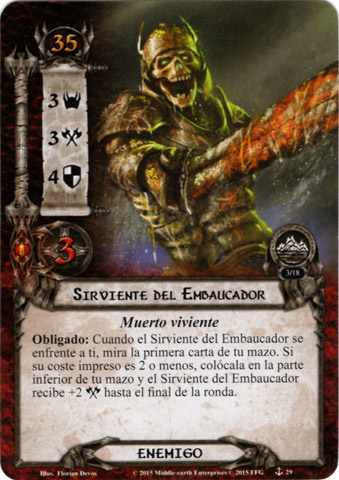 35
3
3
4
3
3/18
Sirviente del Embaucador
Muerto viviente
Obligado: Cuando el Sirviente del Embaucador se
enfrente a ti, mira la primera carta de tu mazo. Si
su coste impreso es 2 o menos, colócala en la parte
inferior de tu mazo y el Sirviente del Embaucador
recibe +2 hasta el final de la ronda.
ENEMIGO
Illus. Florian Devos © 2015 Middle-earth Enterprises © 2015 FFG 29